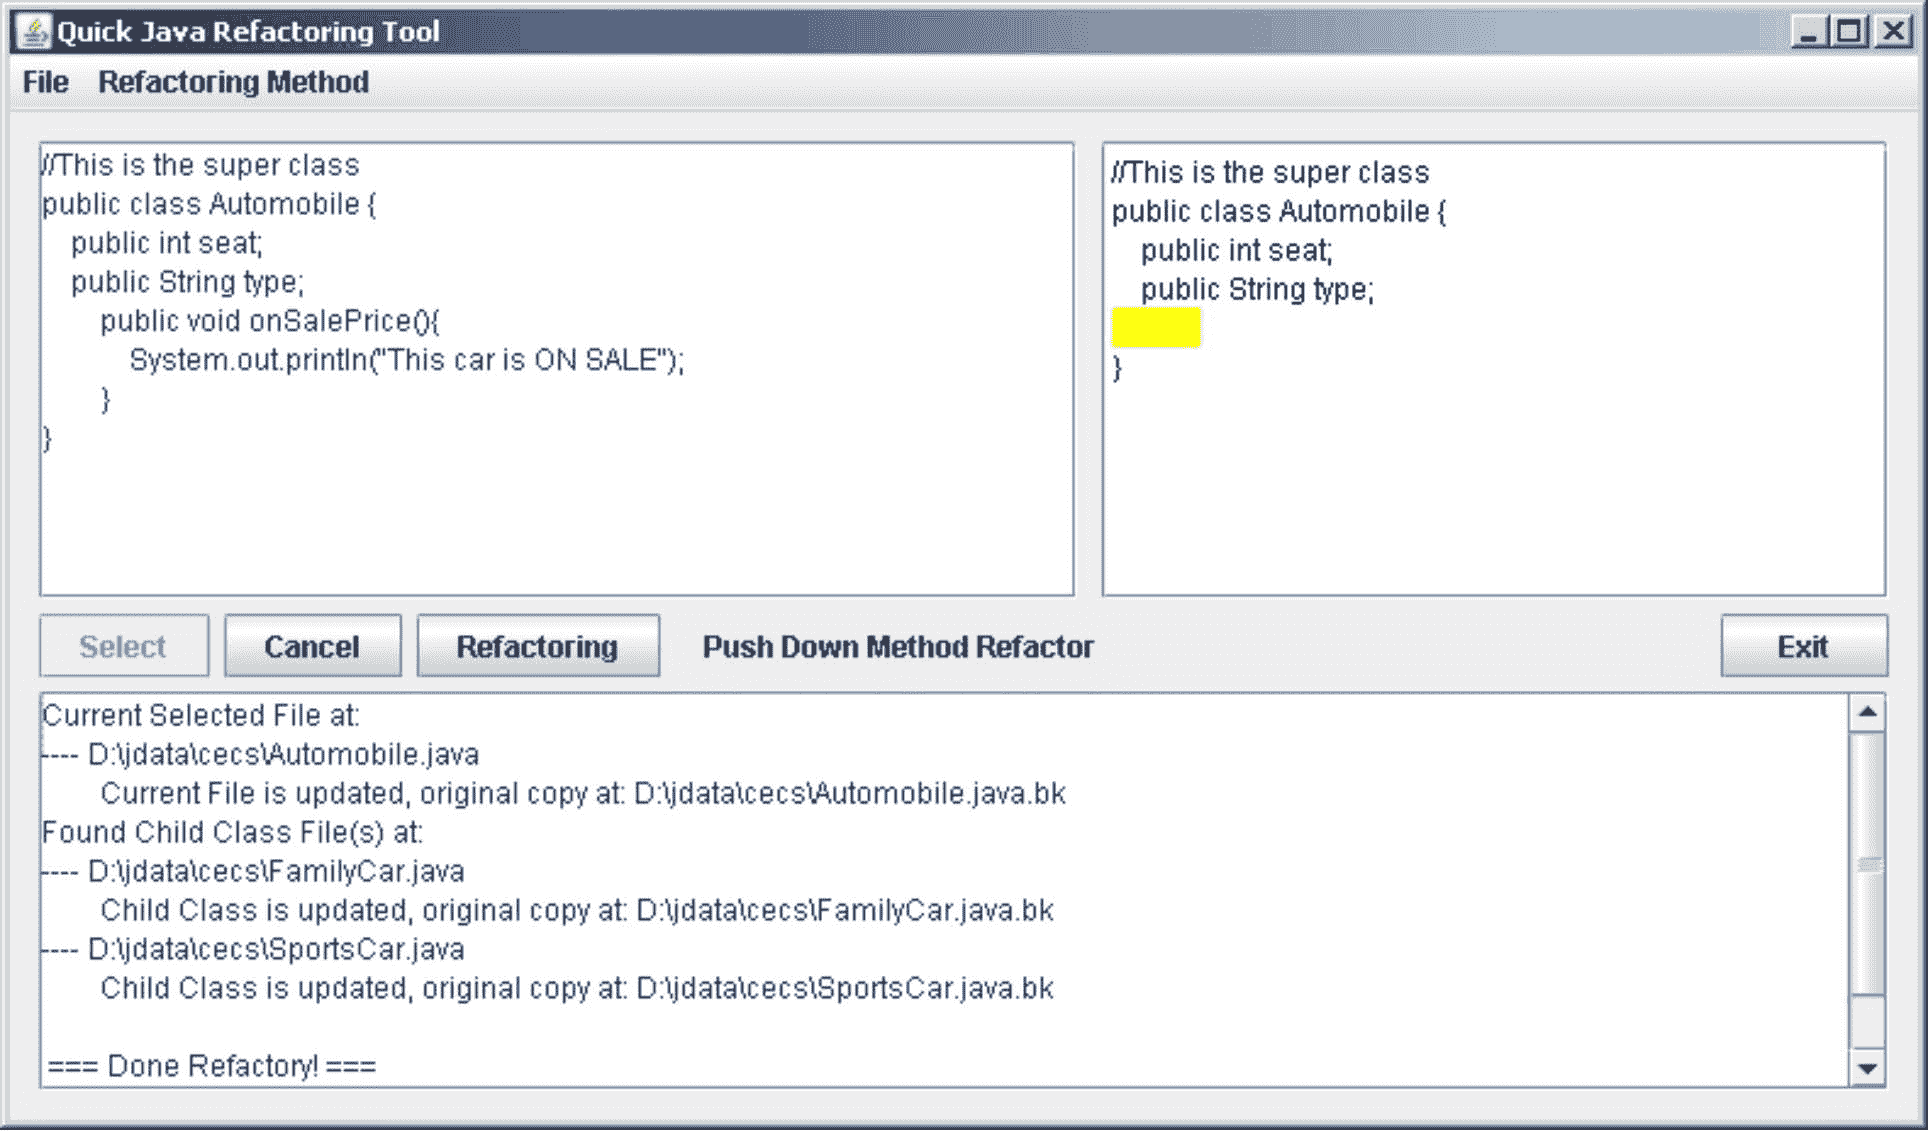 Quick Java Refactoring Tool
File Refactoring Method
//This is the super class
public class Automobile {
public int seat;
public String type;
public void onSalePrice(){
System.out.println("This car is ON SALE");
}
}
//This is the super class
public class Automobile {
public int seat;
public String type;
}
Select Cancel Refactoring Push Down Method Refactor Exit
Current Selected File at:
---- D:\jdata\cecs\Automobile.java
Current File is updated, original copy at: D:\jdata\cecs\Automobile.java.bk
Found Child Class File(s) at:
---- D:\jdata\cecs\FamilyCar.java
Child Class is updated, original copy at: D:\jdata\cecs\FamilyCar.java.bk
---- D:\jdata\cecs\SportsCar.java
Child Class is updated, original copy at: D:\jdata\cecs\SportsCar.java.bk
=== Done Refactory! ===